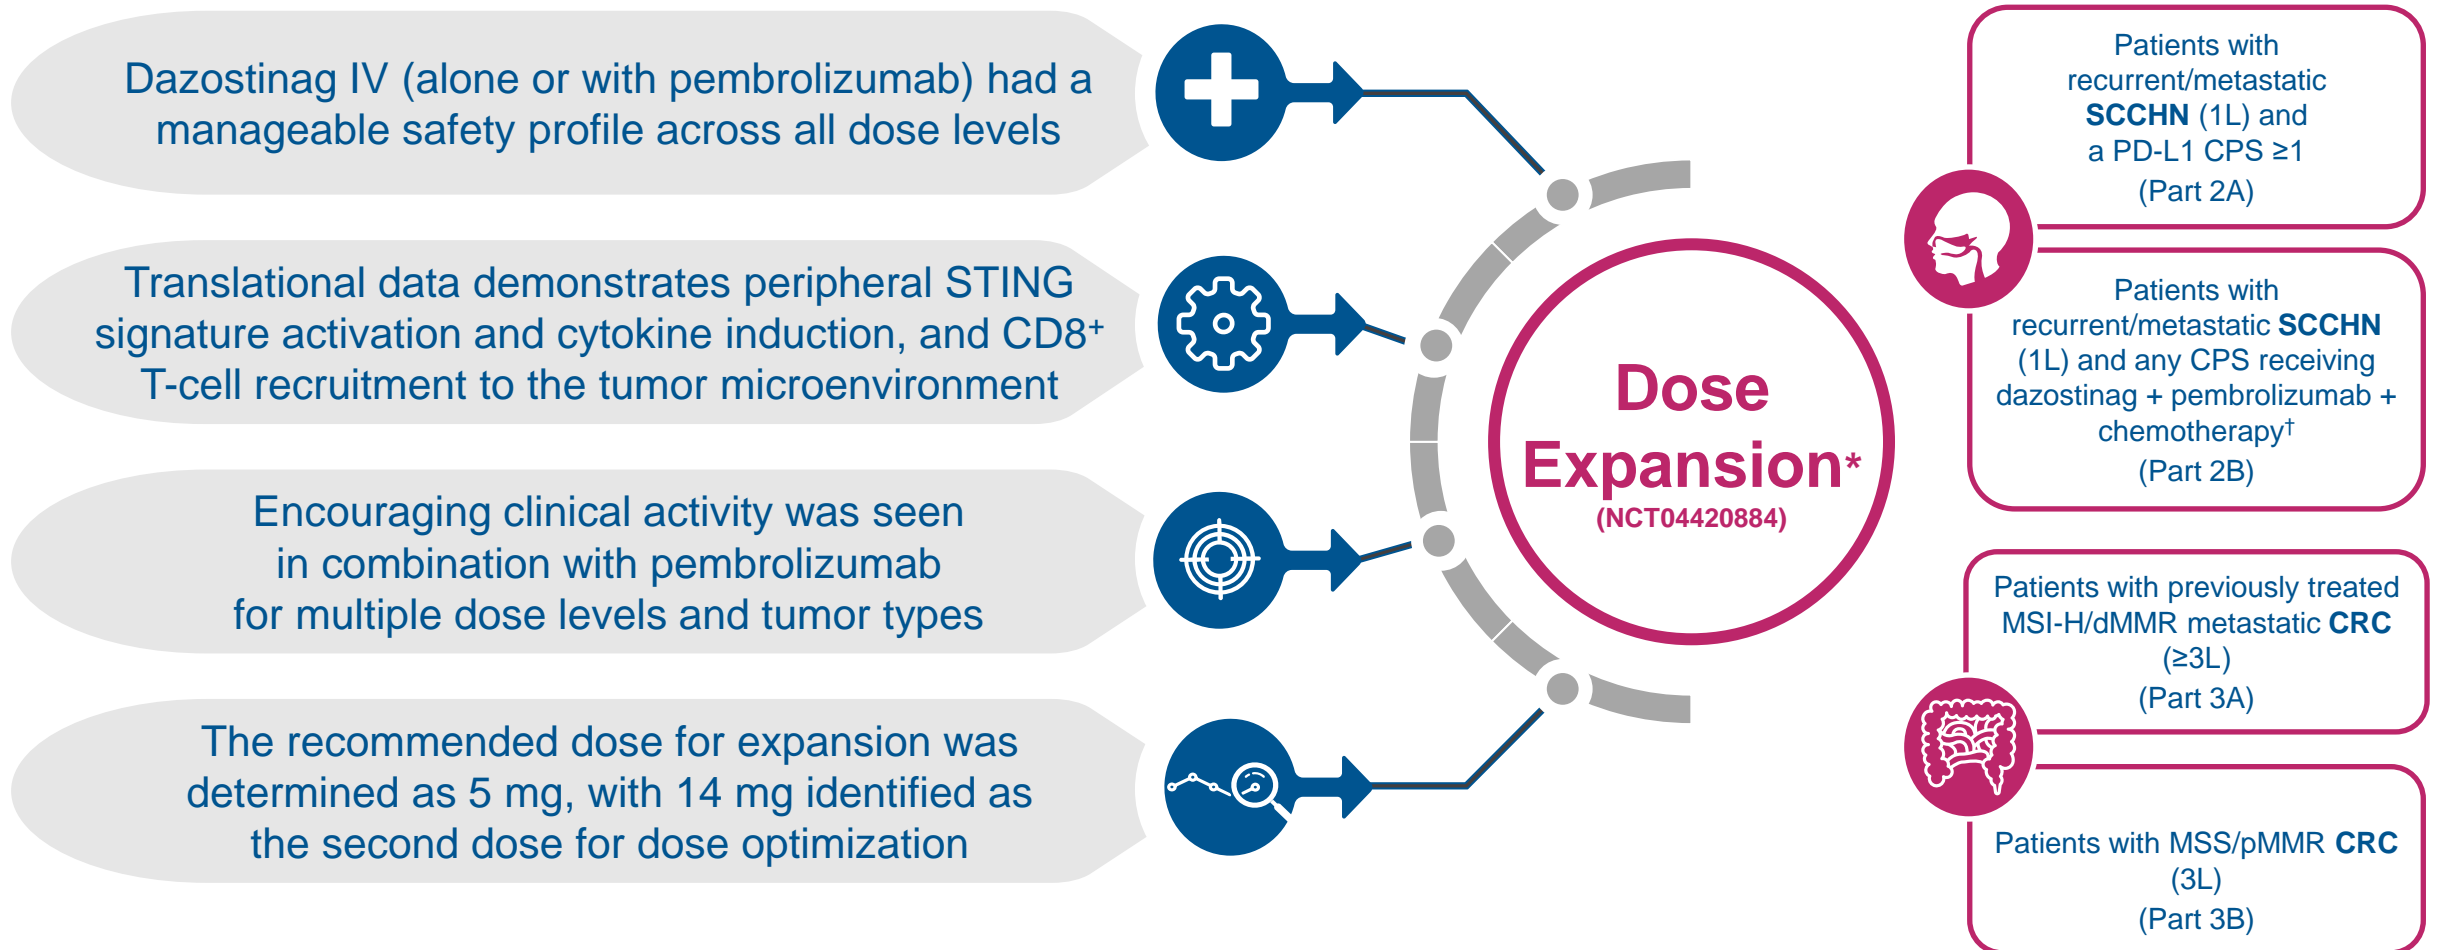 Dazostinag IV (alone or with pembrolizumab) had a
manageable safety profile across all dose levels
Translational data demonstrates peripheral STING
signature activation and cytokine induction, and CD8⁺
T-cell recruitment to the tumor microenvironment
Encouraging clinical activity was seen
in combination with pembrolizumab
for multiple dose levels and tumor types
The recommended dose for expansion was
determined as 5 mg, with 14 mg identified as
the second dose for dose optimization
Dose
Expansion*
(NCT04420884)
Patients with
recurrent/metastatic
SCCHN (1L) and
a PD-L1 CPS ≥1
(Part 2A)
Patients with
recurrent/metastatic SCCHN
(1L) and any CPS receiving
dazostinag + pembrolizumab +
chemotherapy†
(Part 2B)
Patients with previously treated
MSI-H/dMMR metastatic CRC
(≥3L)
(Part 3A)
Patients with MSS/pMMR CRC
(3L)
(Part 3B)